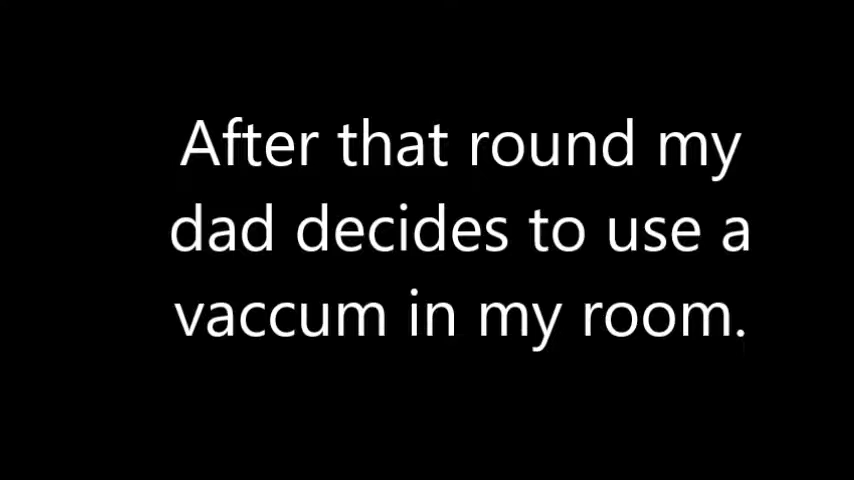 After that round my
dad decides to use a
vaccum in my room.